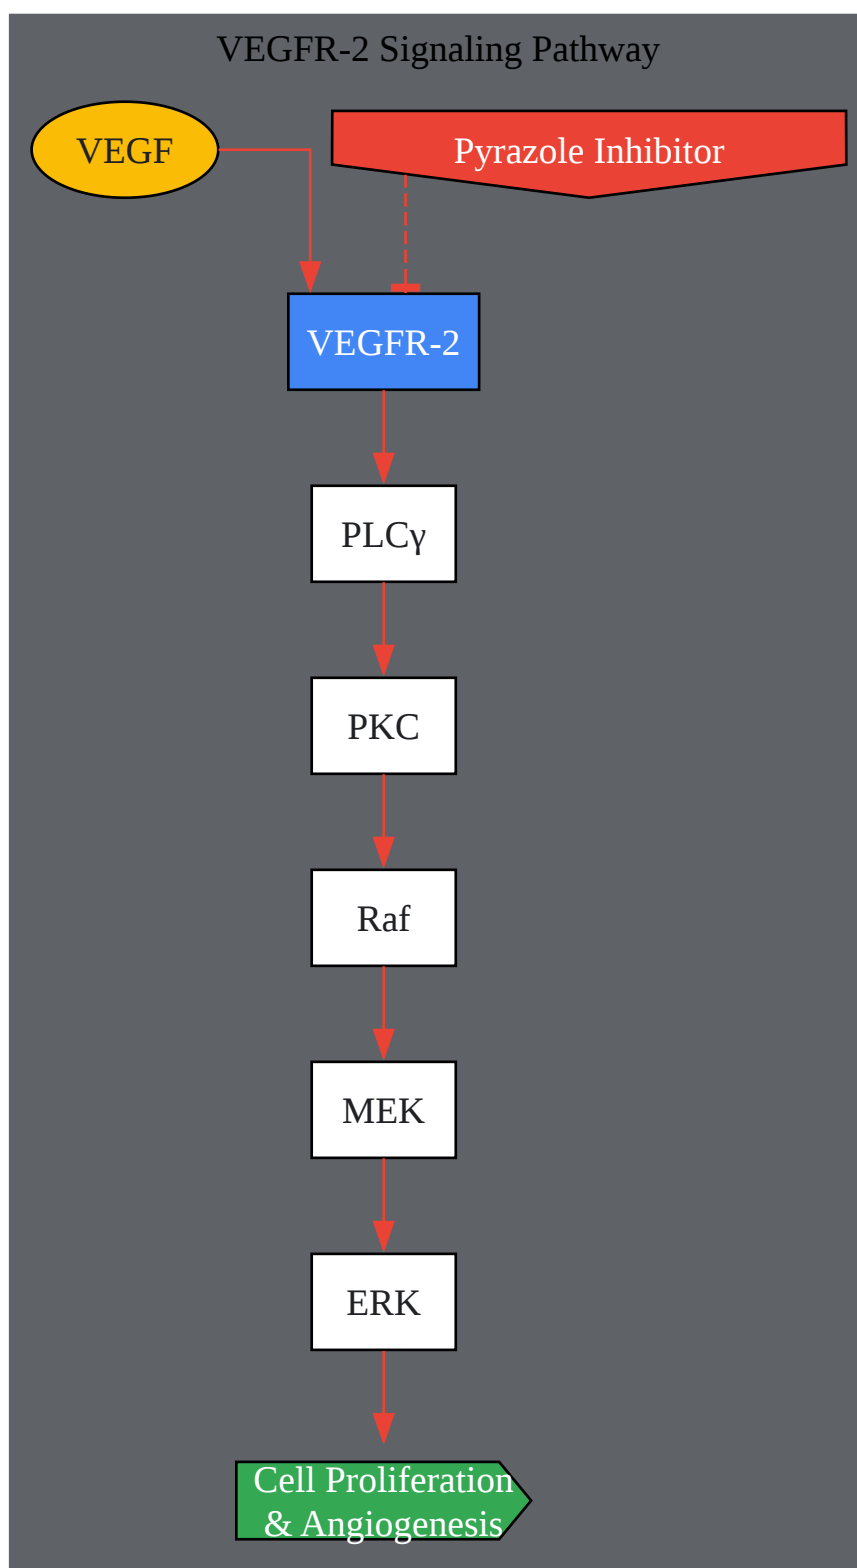 VEGFR-2 Signaling Pathway
VEGF
Pyrazole Inhibitor
VEGFR-2
PLCγ
PKC
Raf
MEK
ERK
Cell Proliferation
& Angiogenesis